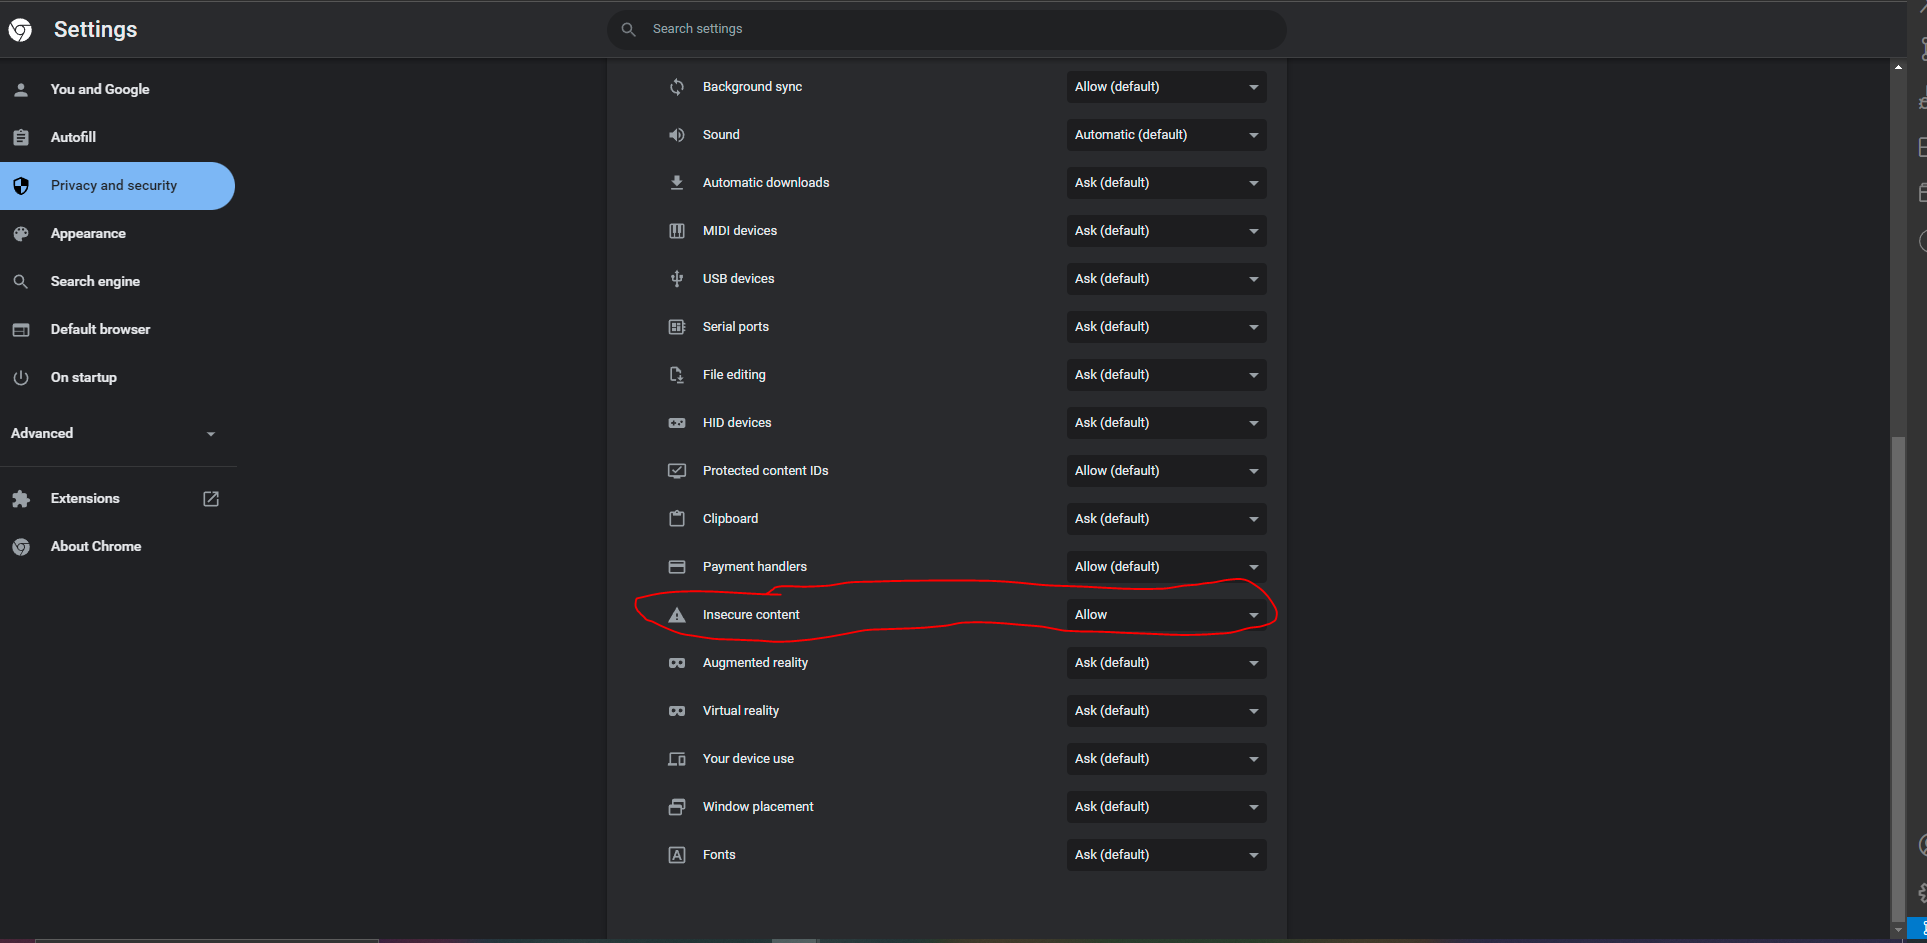 Settings
Search settings
You and Google
Autofill
Privacy and security
Appearance
Search engine
Default browser
On startup
Advanced
Extensions
About Chrome
Background sync Allow (default)
Sound Automatic (default)
Automatic downloads Ask (default)
MIDI devices Ask (default)
USB devices Ask (default)
Serial ports Ask (default)
File editing Ask (default)
HID devices Ask (default)
Protected content IDs Allow (default)
Clipboard Ask (default)
Payment handlers Allow (default)
Insecure content Allow
Augmented reality Ask (default)
Virtual reality Ask (default)
Your device use Ask (default)
Window placement Ask (default)
Fonts Ask (default)